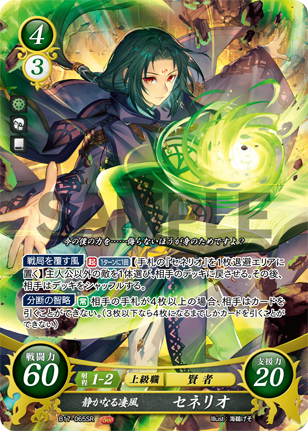 4
3
SAMPLE
今の僕の力を……侮らないほうが身のためですよ?
戦局を覆す風 起 [1ターンに1回] 〔手札の「セネリオ」を1枚退避エリアに
置く〕主人公以外の敵を1体選び、相手のデッキに戻させる。その後、
相手はデッキをシャッフルする。
分断の智略 常 相手の手札が4枚以上の場合、相手はカードを
引くことができない。(3枚以下なら4枚になるまでしかカードを引くことが
できない)
戦闘力 60
射程 1-2 上級職 賢者
支援力 20
静かなる凄風 セネリオ
B17-065SR Illust:海鵜げそ